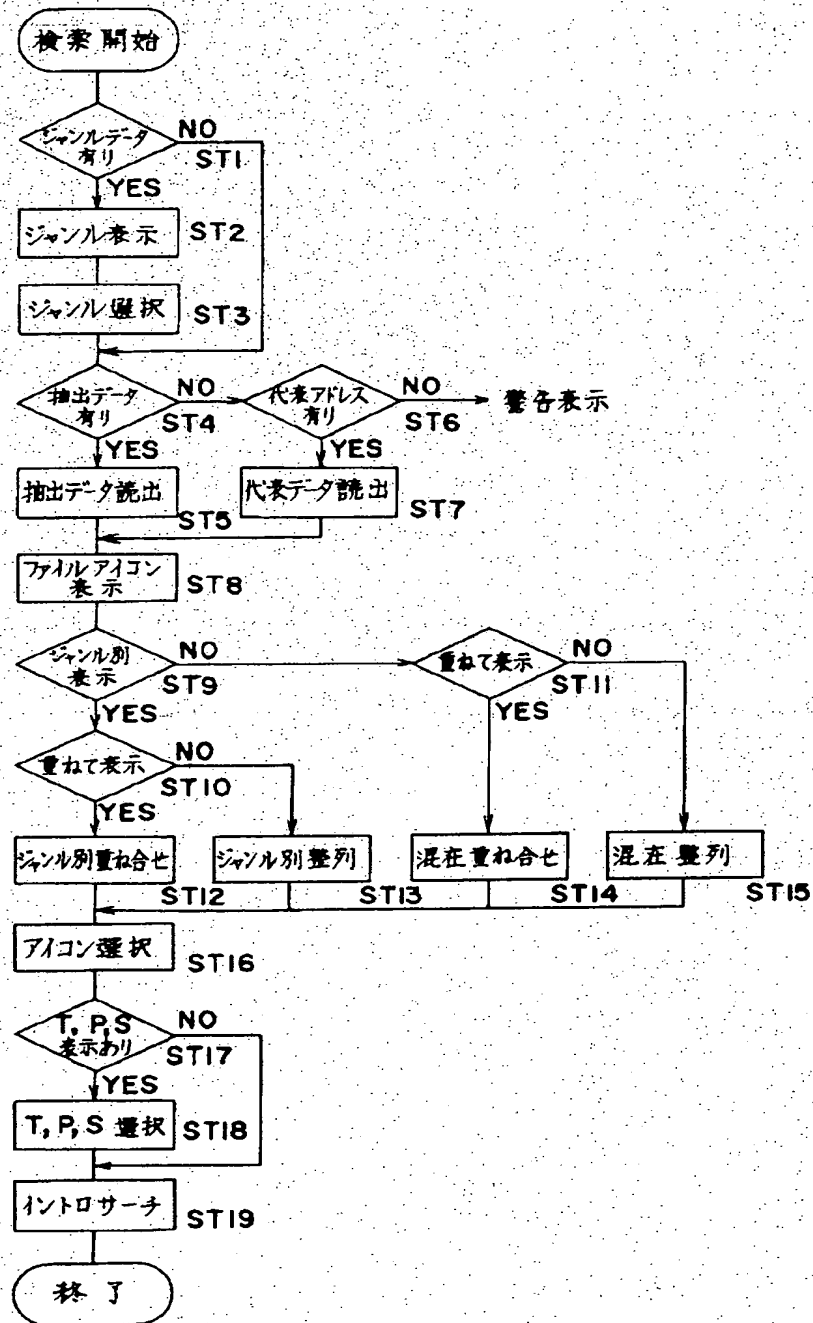 検索開始
ジャンルデータ
有り
NO
ST1
YES
ジャンル表示
ST2
ジャンル選択
ST3
抽出データ
有り
NO
ST4
YES
代表アドレス
有り
NO
ST6
YES
警告表示
抽出データ読出
ST5
代表データ読出
ST7
ファイルアイコン
表示
ST8
ジャンル別
表示
NO
ST9
YES
重ねて表示
NO
ST11
YES
重ねて表示
NO
ST10
YES
ジャンル別重ね合せ
ST12
ジャンル別整列
ST13
混在重ね合せ
ST14
混在整列
ST15
アイコン選択
ST16
T,P,S
表示あり
NO
ST17
YES
T,P,S 選択
ST18
イントロサーチ
ST19
終了